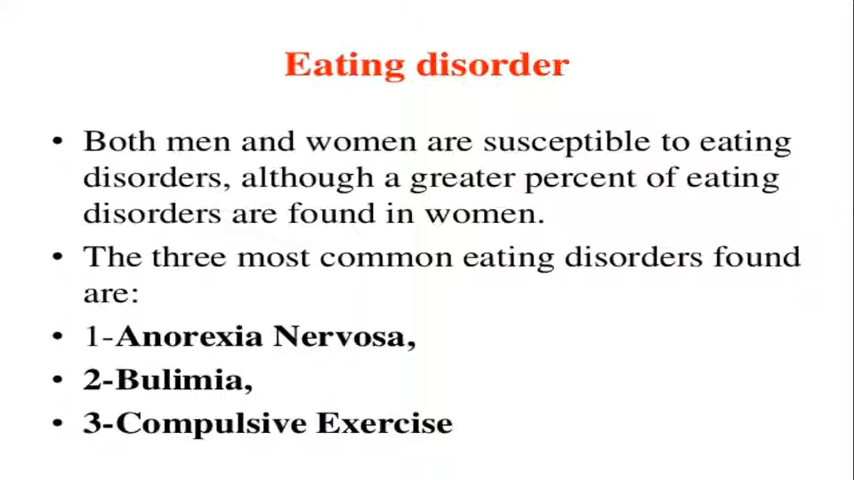 Eating disorder
• Both men and women are susceptible to eating
disorders, although a greater percent of eating
disorders are found in women.
• The three most common eating disorders found
are:
• 1-Anorexia Nervosa,
• 2-Bulimia,
• 3-Compulsive Exercise